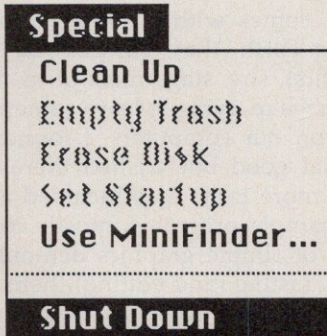 Special
Clean Up
Empty Trash
Erase Disk
Set Startup
Use MiniFinder...
Shut Down